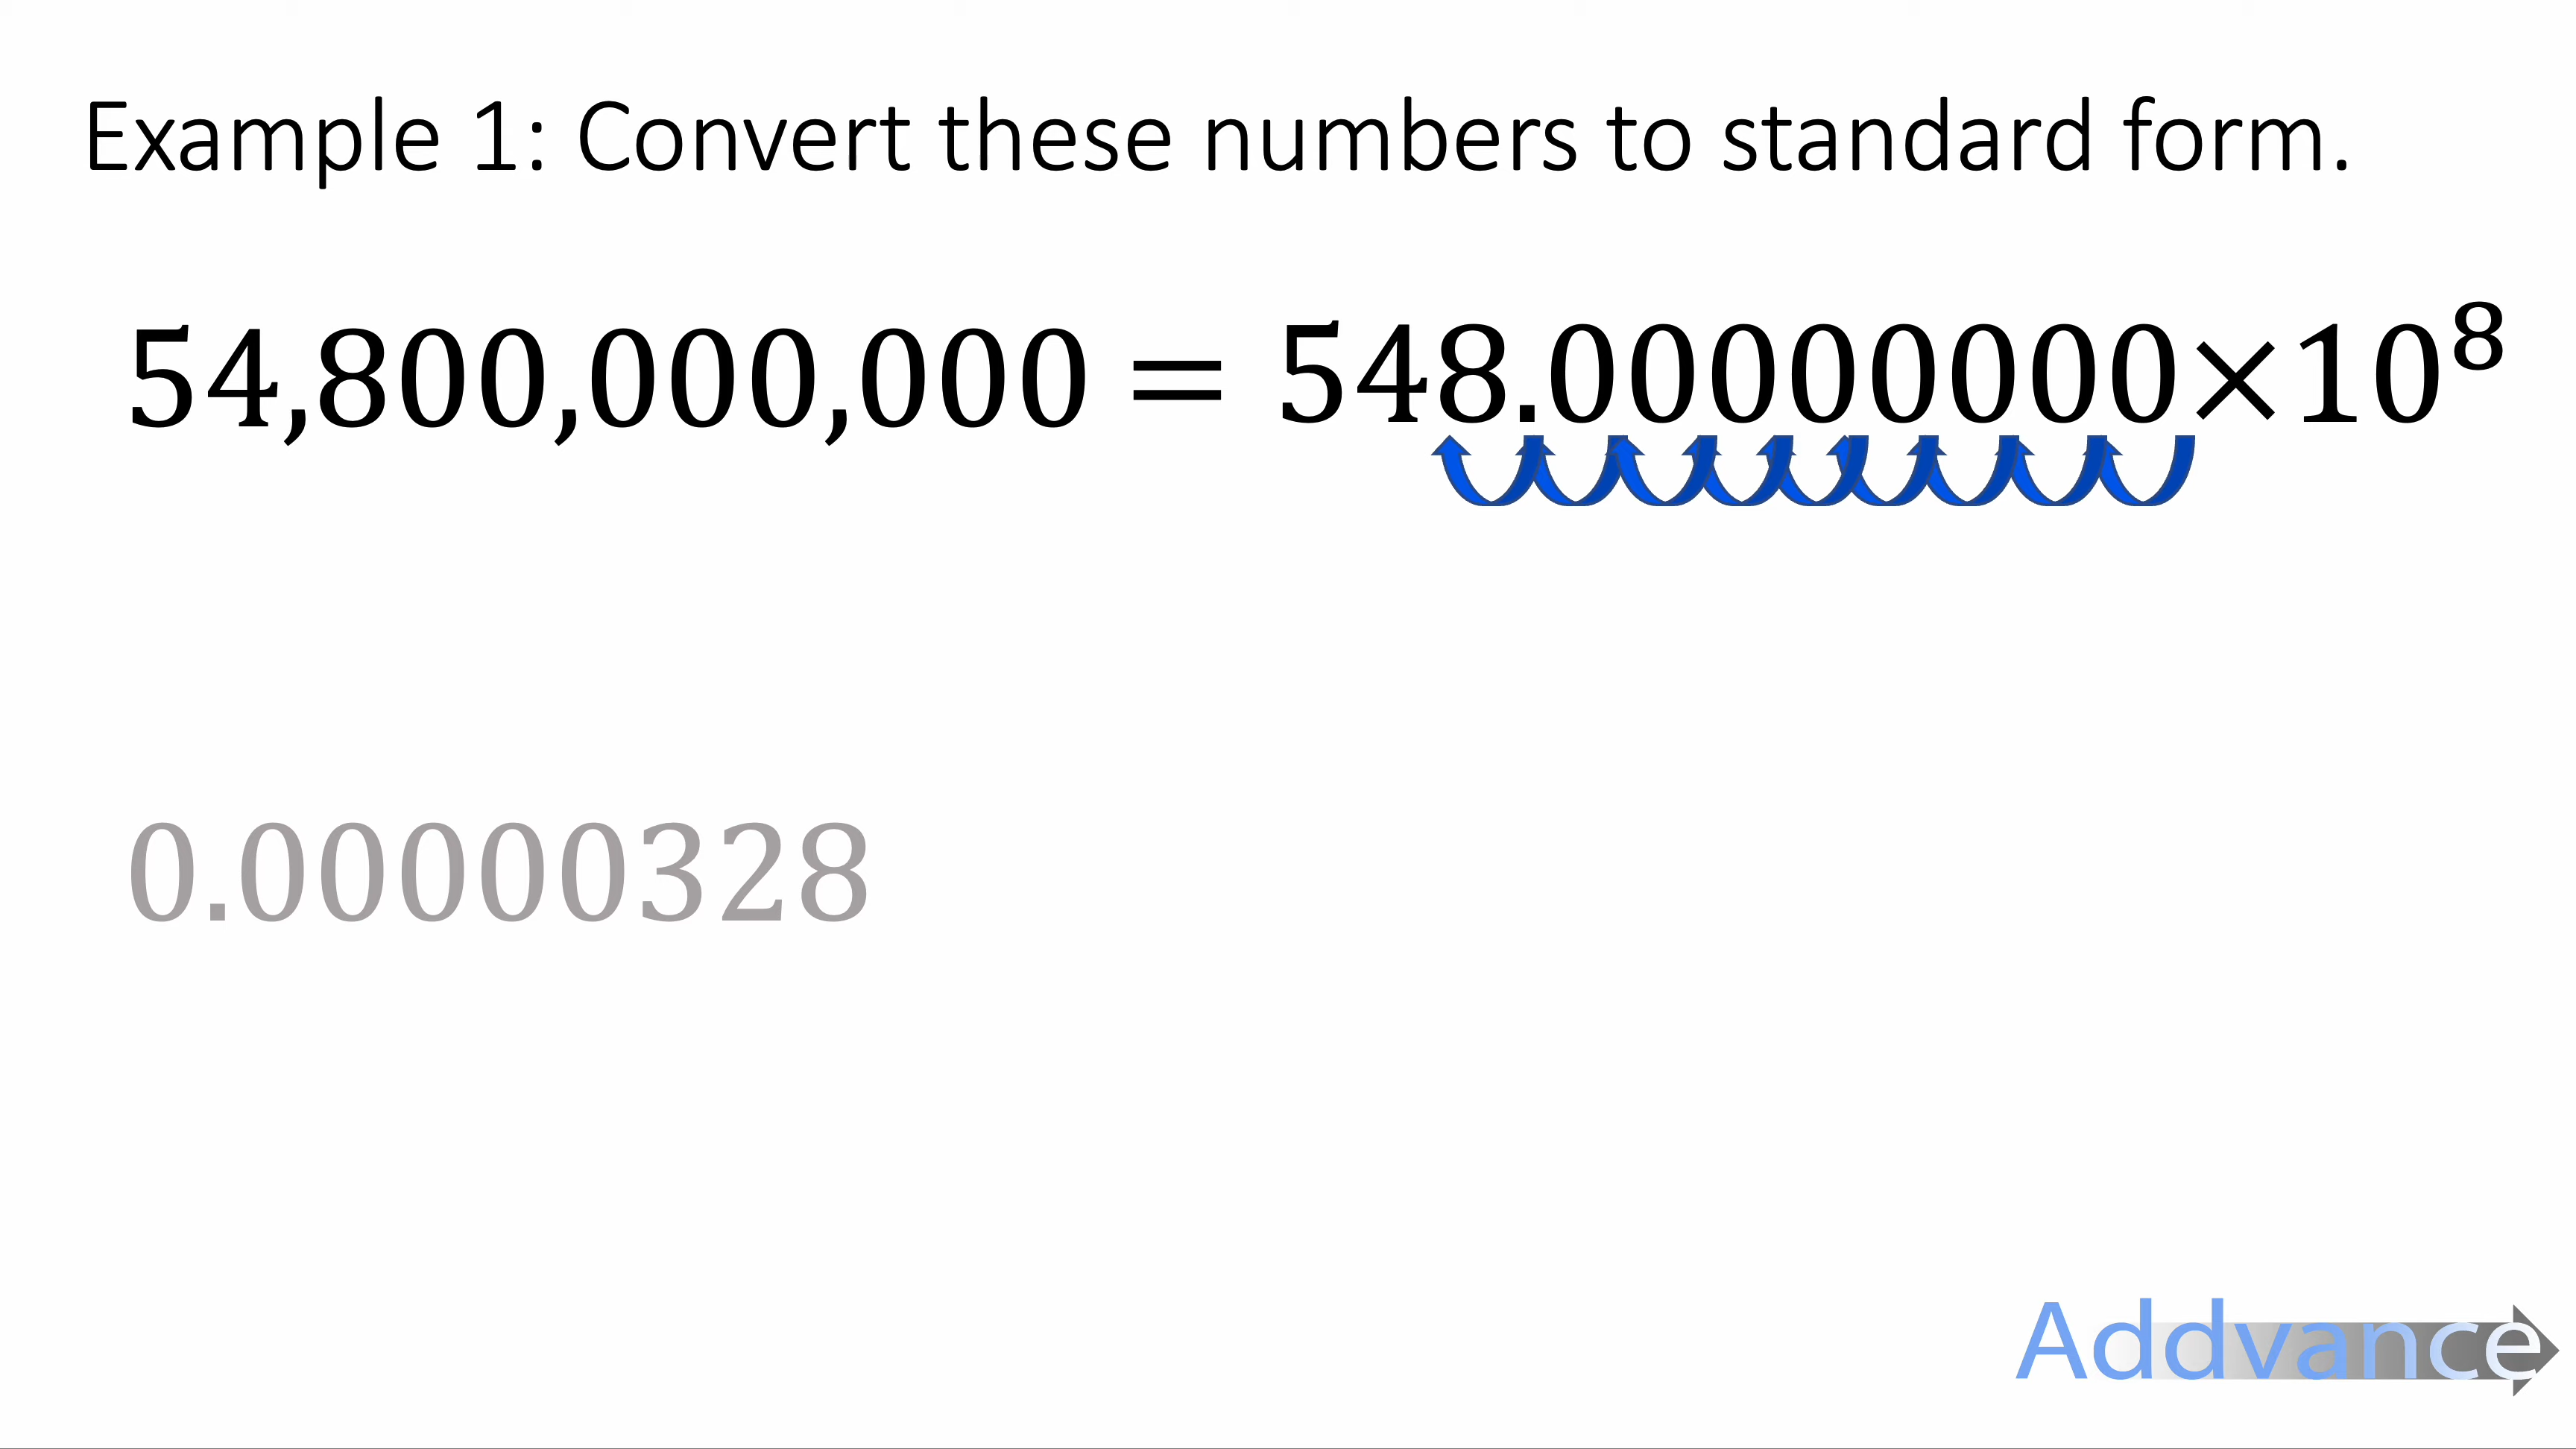 Example 1: Convert these numbers to standard form.
54,800,000,000 = 548.00000000×10⁸
0.00000328
Addvance